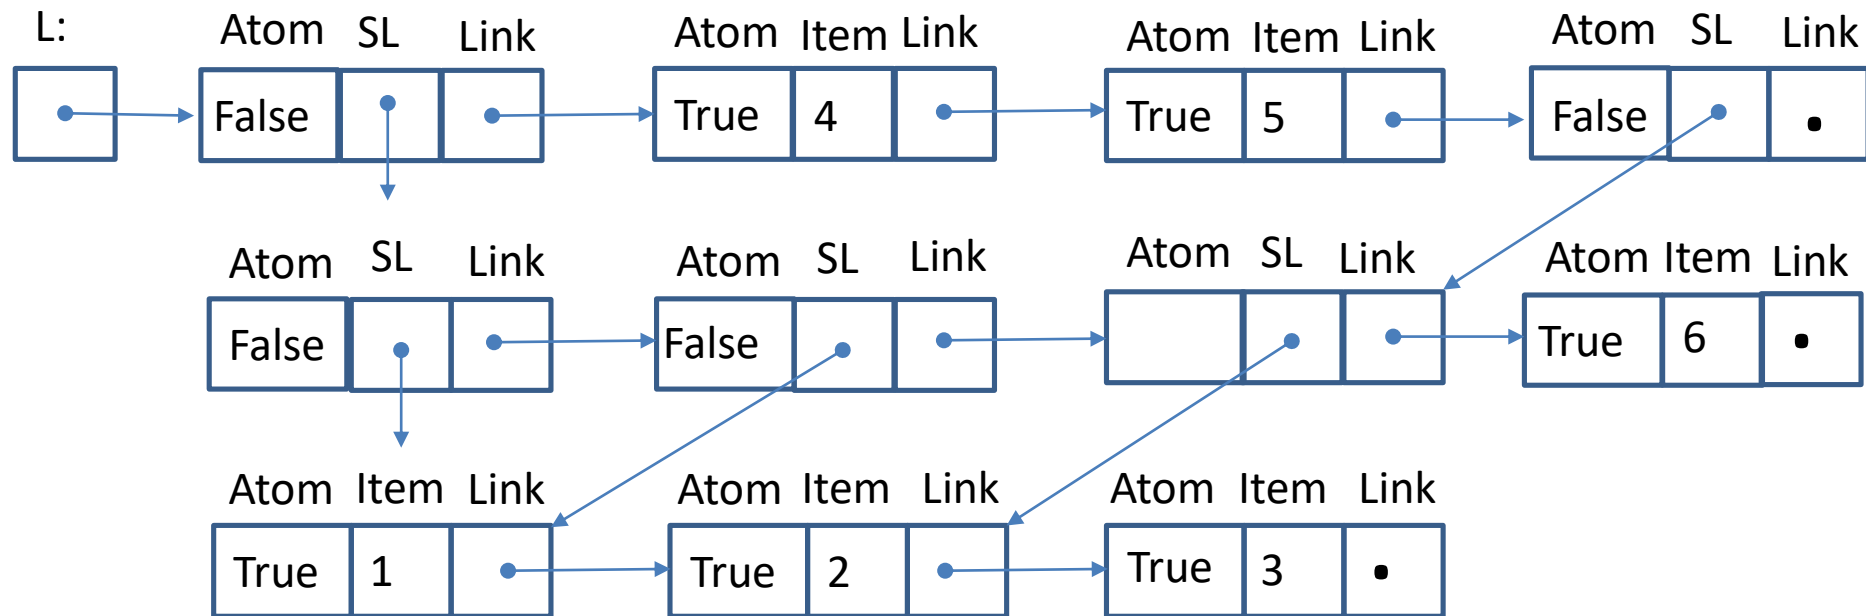 L:
Atom SL Link Atom Item Link Atom Item Link Atom SL Link
False True 4 True 5 False .
Atom SL Link Atom SL Link Atom SL Link Atom Item Link
False False True 6 .
Atom Item Link Atom Item Link Atom Item Link
True 1 True 2 True 3 .